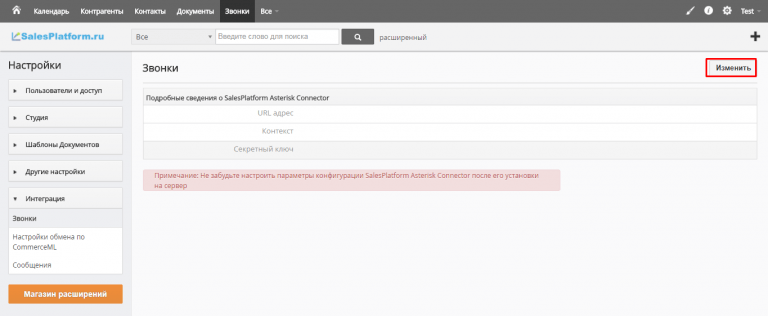 Календарь Контрагенты Контакты Документы Звонки Все Test
SalesPlatform.ru Все Введите слово для поиска расширенный
Настройки
Пользователи и доступ
Студия
Шаблоны Документов
Другие настройки
Интеграция
Звонки
Настройки обмена по
CommerceML
Сообщения
Магазин расширений
Звонки Изменить
Подробные сведения о SalesPlatform Asterisk Connector
URL адрес
Контекст
Секретный ключ
Примечание: Не забудьте настроить параметры конфигурации SalesPlatform Asterisk Connector после его установки
на сервер